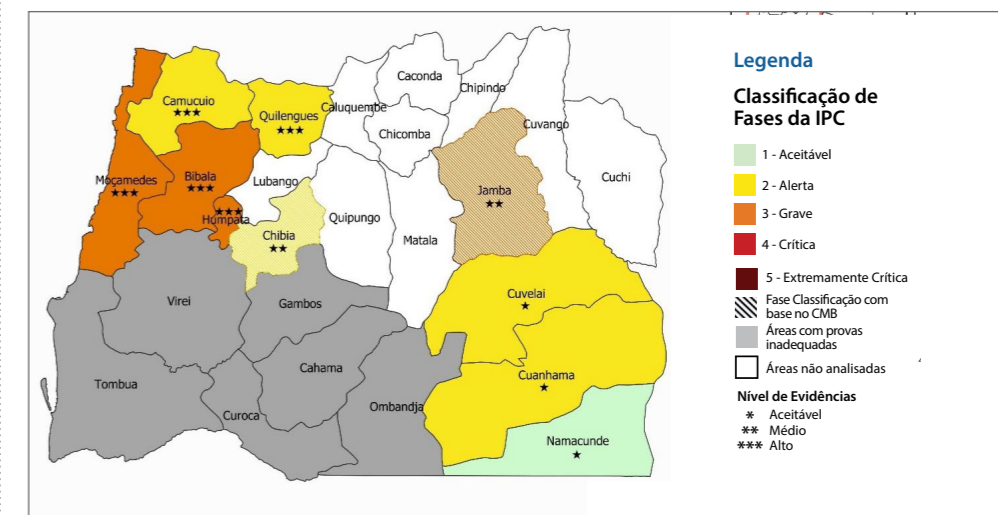 Caconda
Chipindo
Camucuio
★★★
Quilengues
★★★
Caluquembe
Chicomba
Cuvango
Moçamedes
★★★
Bibala
★★★
Lubango
Jamba
★★
Cuchi
★★★
Humpata
Quipungo
Chibia
★★
Matala
Virei
Gambos
Cuvelai
★
Tombua
Cahama
Cuanhama
★
Curoca
Ombandja
Namacunde
★
Legenda
Classificação de
Fases da IPC
1 - Aceitável
2 - Alerta
3 - Grave
4 - Crítica
5 - Extremamente Crítica
Fase Classificação com
base no CMB
Áreas com provas
inadequadas
Áreas não analisadas
Nível de Evidências
* Aceitável
** Médio
*** Alto